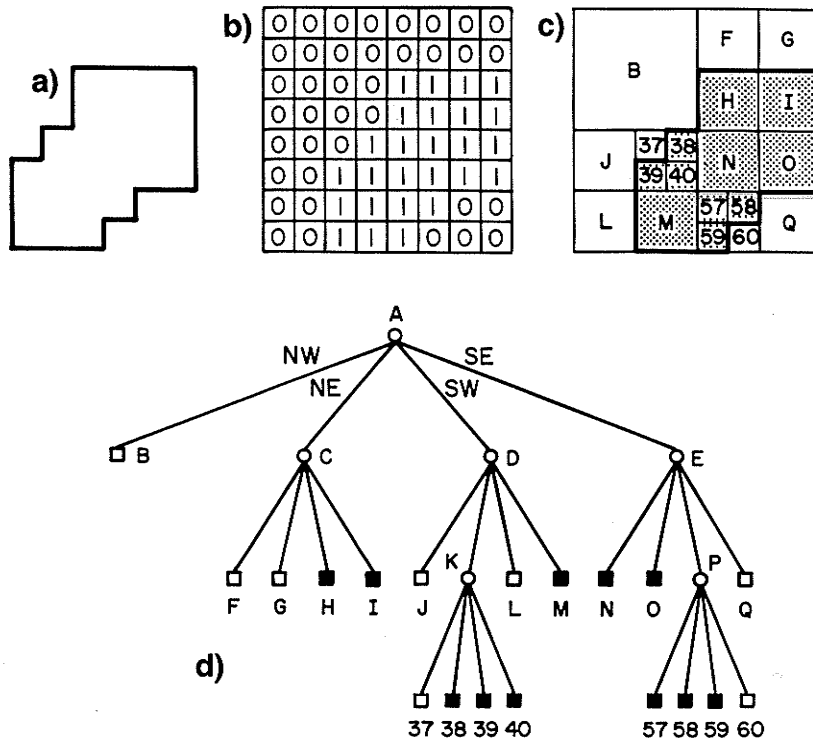 a)
b)
0 0 0 0 0 0 0 0
0 0 0 0 0 0 0 0
0 0 0 0 1 1 1 1
0 0 0 0 1 1 1 1
0 0 0 1 1 1 1 1
0 0 1 1 1 1 1 1
0 0 1 1 1 1 0 0
0 0 1 1 1 0 0 0
c)
F G
B
H I
37 38
J N O
39 40
57 58
L M Q
59 60
A
NW SE
NE SW
B C D E
K P
F G H I J L M N O Q
d)
37 38 39 40 57 58 59 60